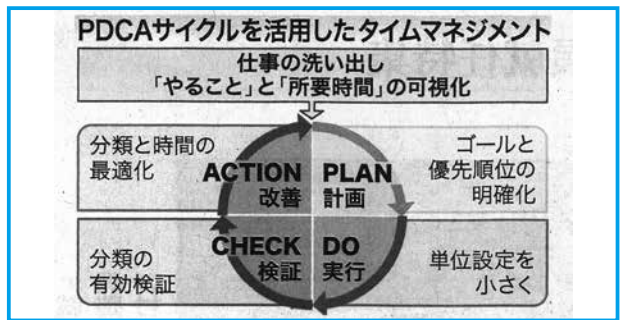 PDCAサイクルを活用したタイムマネジメント
仕事の洗い出し
「やること」と「所要時間」の可視化
分類と時間の
最適化
ACTION
改善
PLAN
計画
ゴールと
優先順位の
明確化
分類の
有効検証
CHECK
検証
DO
実行
単位設定を
小さく